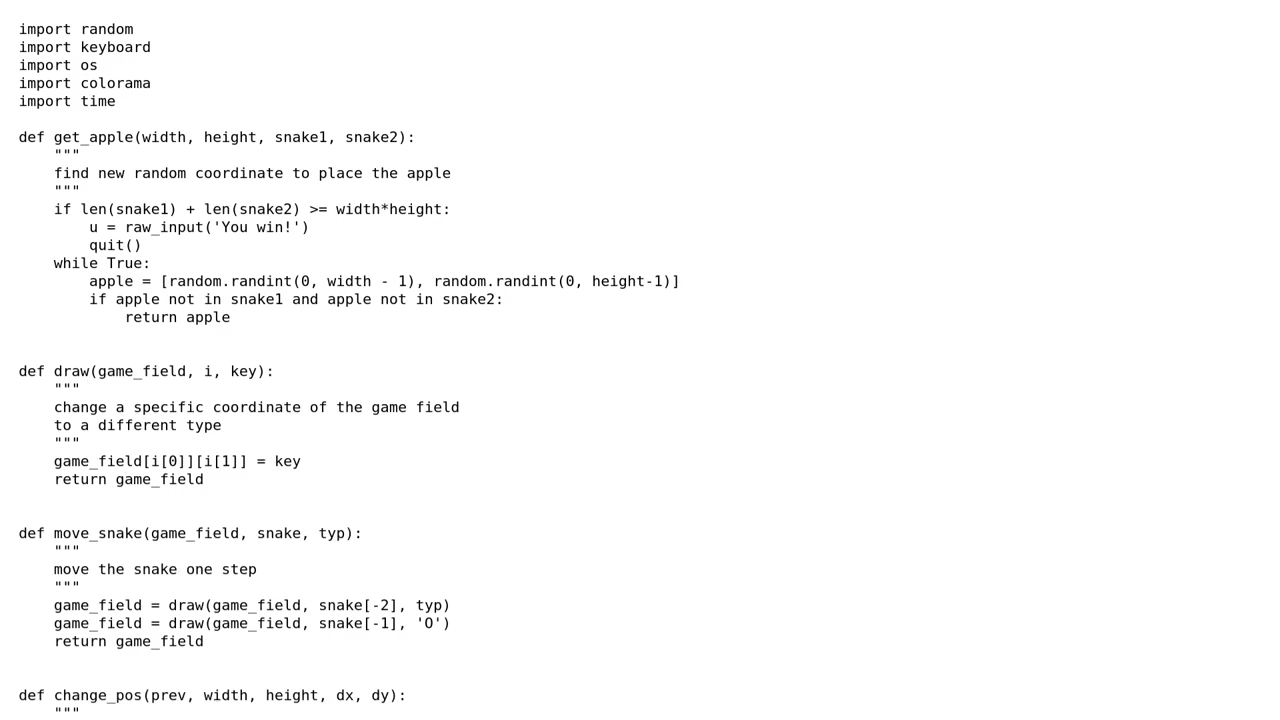 import random
import keyboard
import os
import colorama
import time

def get_apple(width, height, snake1, snake2):
    """
    find new random coordinate to place the apple
    """
    if len(snake1) + len(snake2) >= width*height:
        u = raw_input('You win!')
        quit()
    while True:
        apple = [random.randint(0, width - 1), random.randint(0, height-1)]
        if apple not in snake1 and apple not in snake2:
            return apple


def draw(game_field, i, key):
    """
    change a specific coordinate of the game field
    to a different type
    """
    game_field[i[0]][i[1]] = key
    return game_field


def move_snake(game_field, snake, typ):
    """
    move the snake one step
    """
    game_field = draw(game_field, snake[-2], typ)
    game_field = draw(game_field, snake[-1], 'O')
    return game_field


def change_pos(prev, width, height, dx, dy):
    """